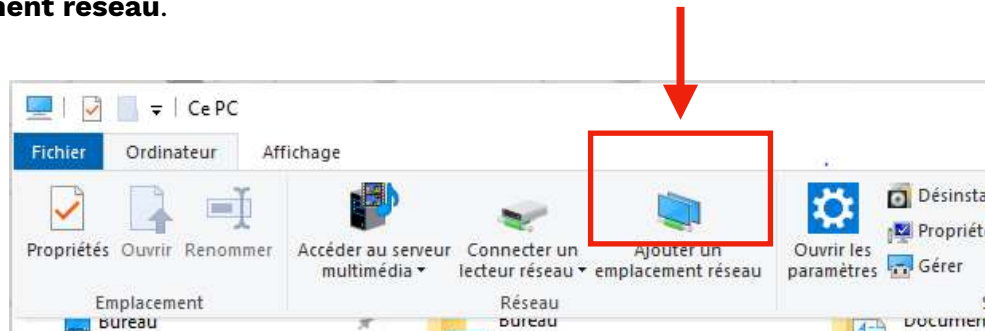 ment réseau.
Ce PC
Fichier Ordinateur Affichage
Propriétés Ouvrir Renommer Accéder au serveur multimédia Connecter un lecteur réseau Ajouter un emplacement réseau Ouvrir les paramètres
Désinsta
Propriét
Gérer
Emplacement Réseau
Bureau Bureau Documen